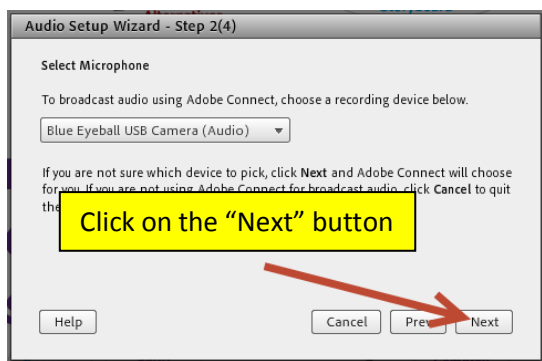 Audio Setup Wizard - Step 2(4)
Select Microphone
To broadcast audio using Adobe Connect, choose a recording device below.
Blue Eyeball USB Camera (Audio)
If you are not sure which device to pick, click Next and Adobe Connect will choose
for you. If you are not using Adobe Connect for broadcast audio, click Cancel to quit
the
Click on the “Next” button
Help
Cancel
Prev
Next